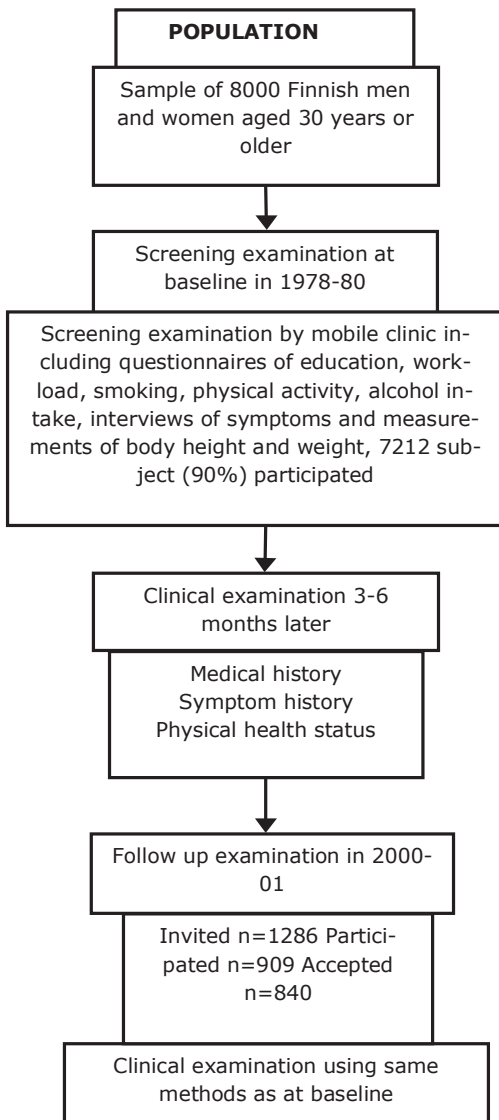 POPULATION
Sample of 8000 Finnish men
and women aged 30 years or
older
Screening examination at
baseline in 1978-80
Screening examination by mobile clinic in-
cluding questionnaires of education, work-
load, smoking, physical activity, alcohol in-
take, interviews of symptoms and measure-
ments of body height and weight, 7212 sub-
ject (90%) participated
Clinical examination 3-6
months later
Medical history
Symptom history
Physical health status
Follow up examination in 2000-
01
Invited n=1286 Partici-
pated n=909 Accepted
n=840
Clinical examination using same
methods as at baseline